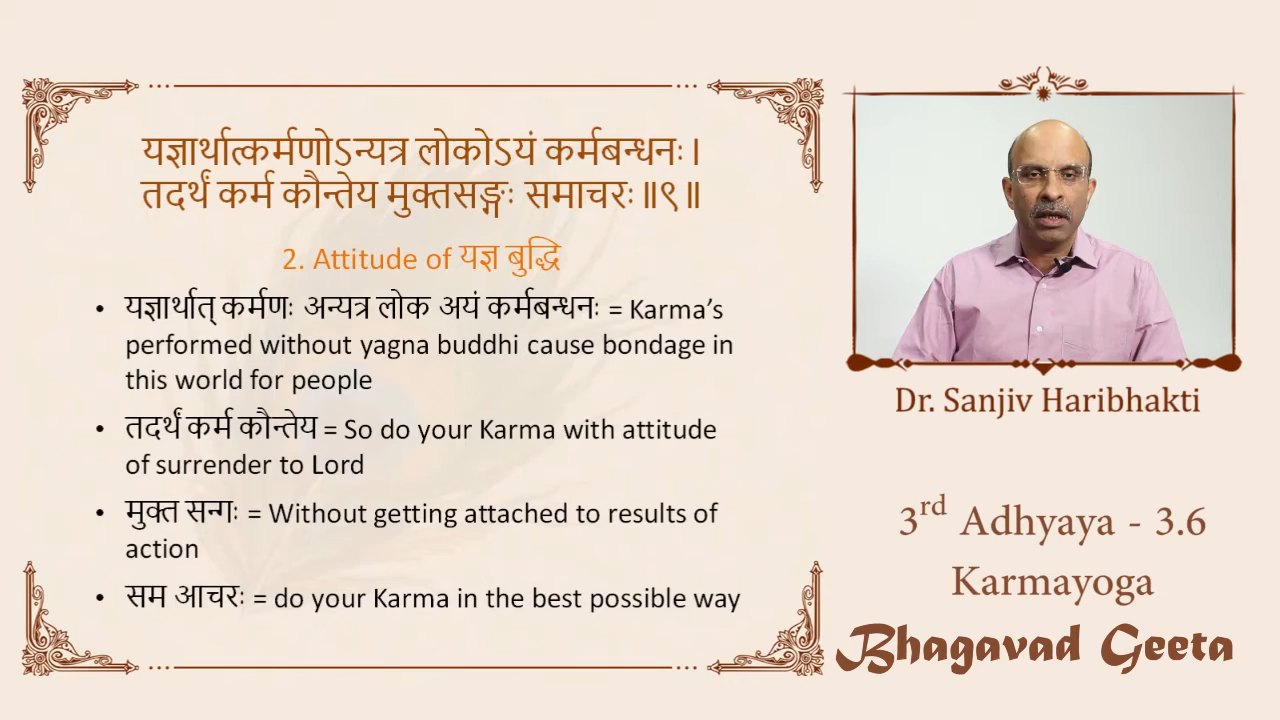 यज्ञार्थात्कर्मणोऽन्यत्र लोकोऽयं कर्मबन्धनः ।
तदर्थं कर्म कौन्तेय मुक्तसङ्गः समाचरः ॥९॥
2. Attitude of यज्ञ बुद्धि
• यज्ञार्थात् कर्मणः अन्यत्र लोक अयं कर्मबन्धनः = Karma’s
performed without yagna buddhi cause bondage in
this world for people
• तदर्थं कर्म कौन्तेय = So do your Karma with attitude
of surrender to Lord
• मुक्त सन्गः = Without getting attached to results of
action
• सम आचरः = do your Karma in the best possible way
Dr. Sanjiv Haribhakti
3rd Adhyaya - 3.6
Karmayoga
Bhagavad Geeta